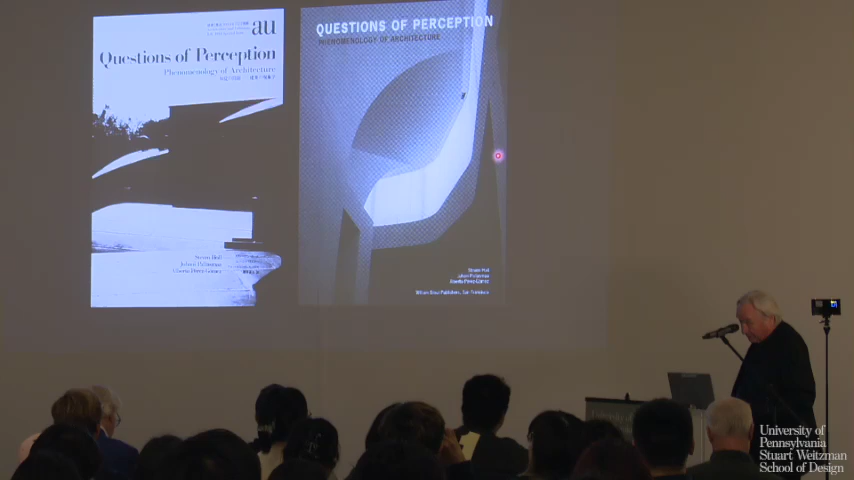 au
Questions of Perception
Phenomenology of Architecture
Steven Holl
Juhani Pallasmaa
Alberto Pérez-Gómez
QUESTIONS OF PERCEPTION
PHENOMENOLOGY OF ARCHITECTURE
Steven Holl
Juhani Pallasmaa
Alberto Pérez-Gómez
William Stout Publishers, San Francisco
University of
Pennsylvania
Stuart Weitzman
School of Design